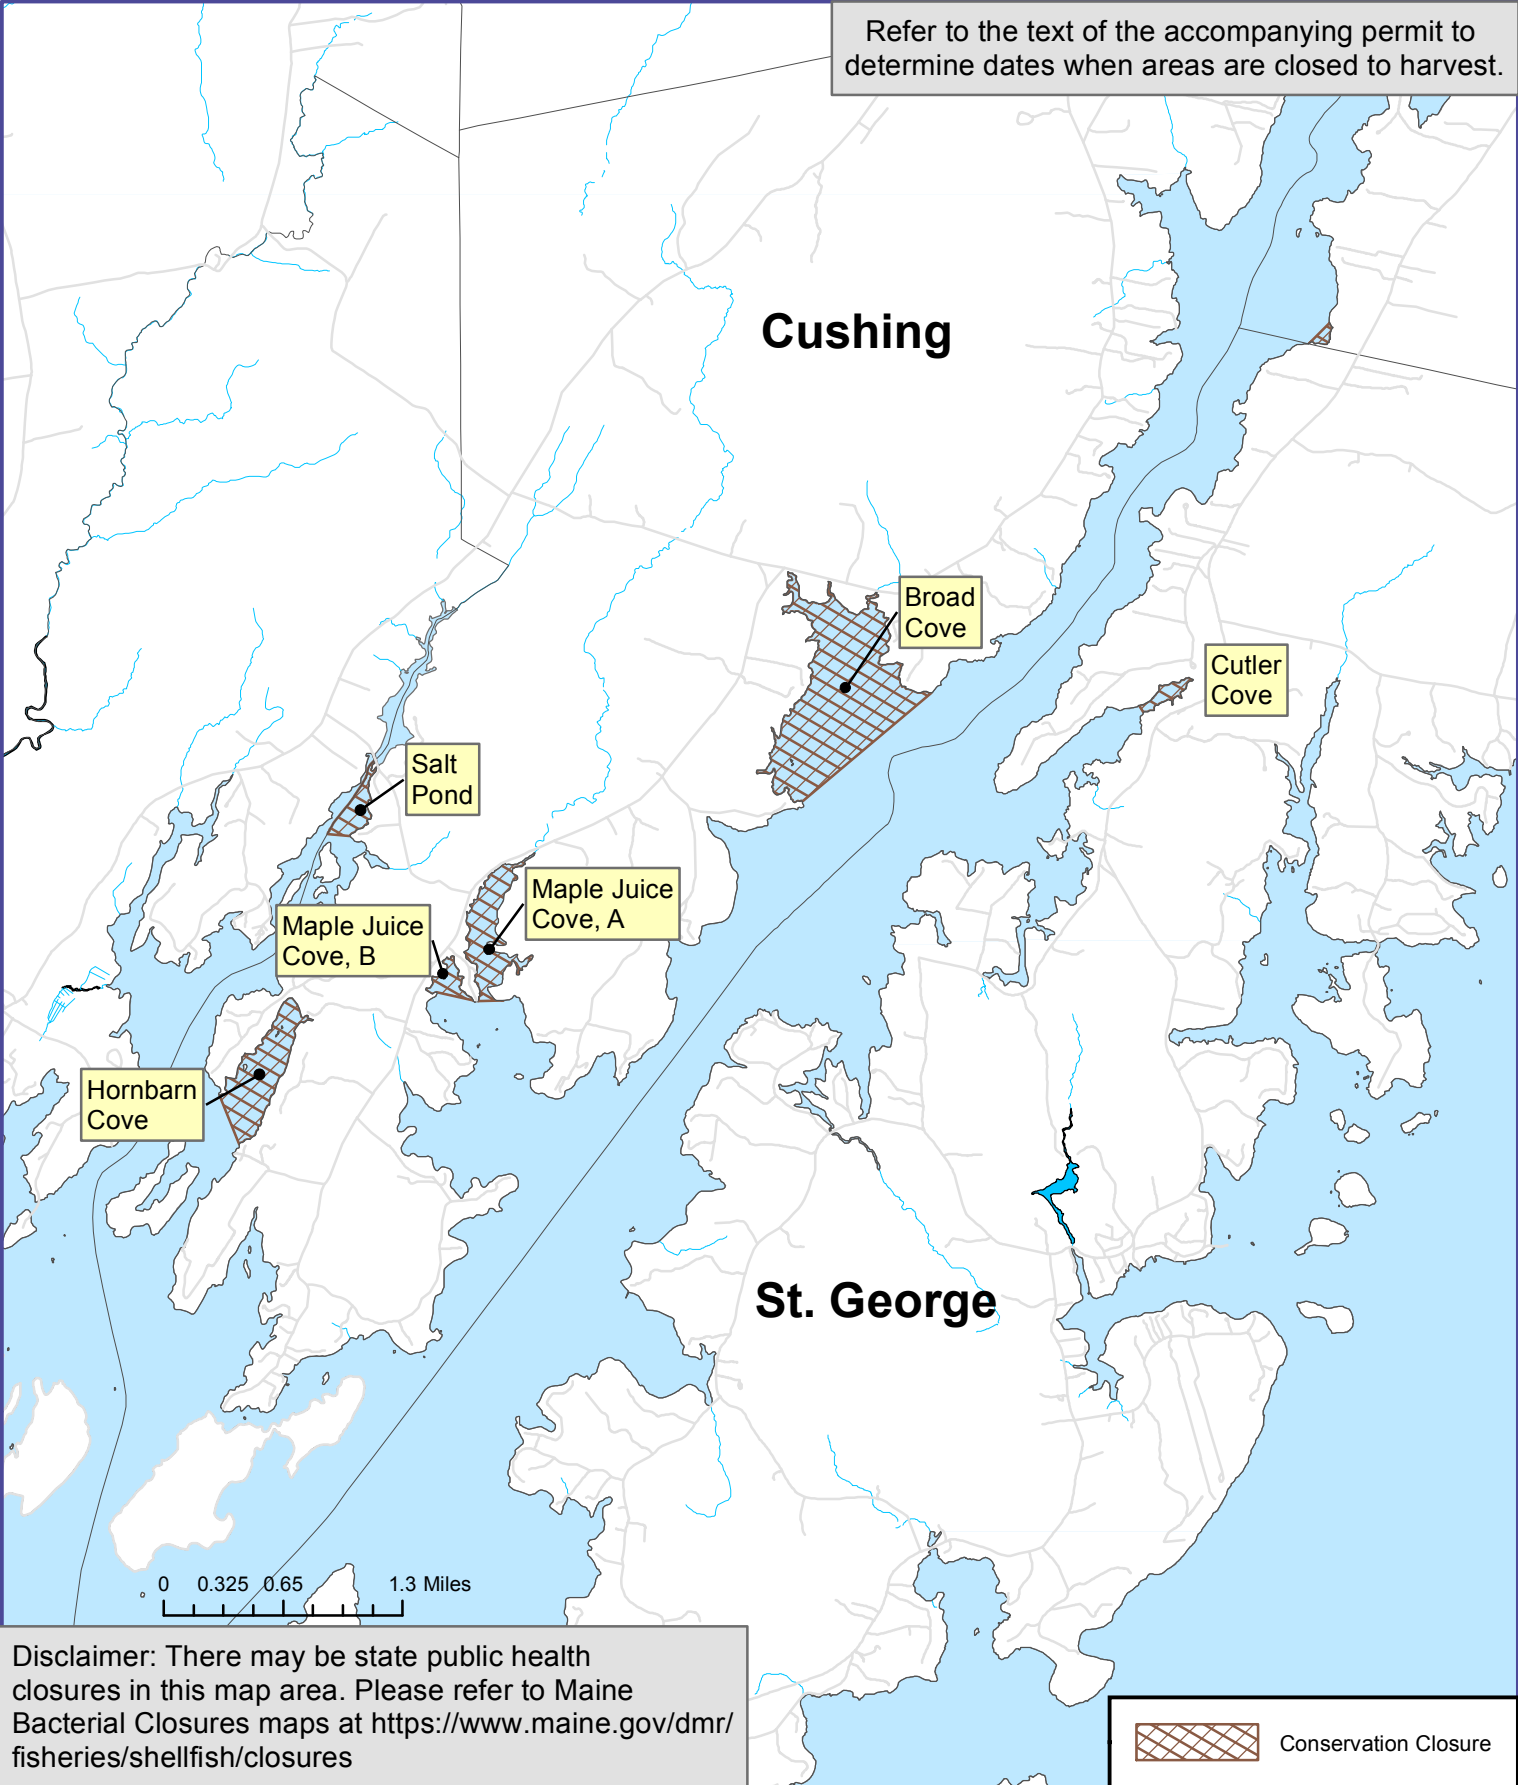 Refer to the text of the accompanying permit to
determine dates when areas are closed to harvest.
Cushing
Broad
Cove
Cutler
Cove
Salt
Pond
Maple Juice
Cove, A
Maple Juice
Cove, B
Hornbarn
Cove
St. George
0 0.325 0.65 1.3 Miles
Disclaimer: There may be state public health
closures in this map area. Please refer to Maine
Bacterial Closures maps at https://www.maine.gov/dmr/
fisheries/shellfish/closures
Conservation Closure